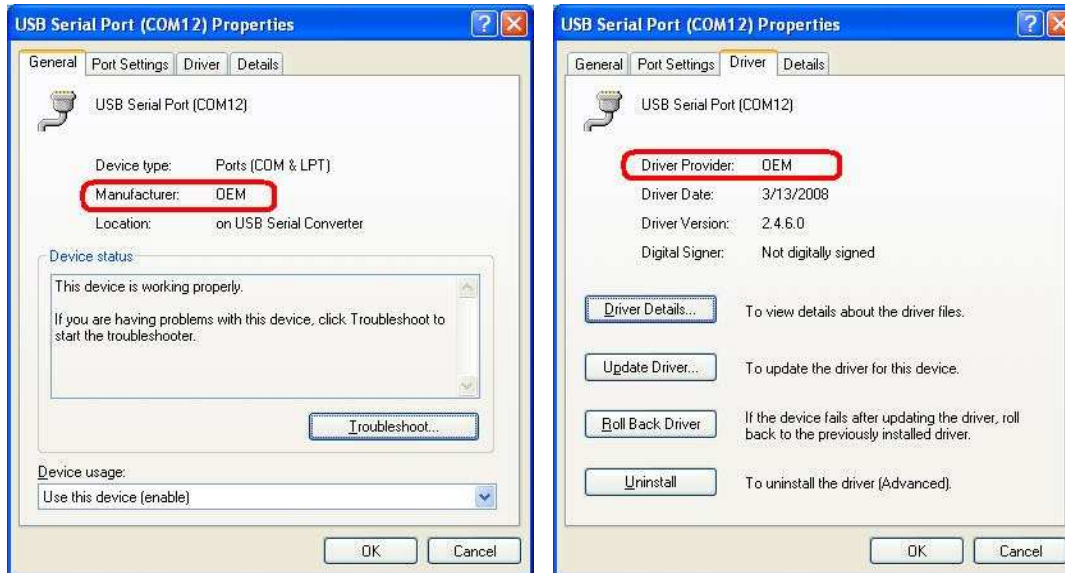 USB Serial Port (COM12) Properties
General Port Settings Driver Details
USB Serial Port (COM12)
Device type: Ports (COM & LPT)
Manufacturer: OEM
Location: on USB Serial Converter
Device status
This device is working properly.
If you are having problems with this device, click Troubleshoot to
start the troubleshooter.
Troubleshoot...
Device usage:
Use this device (enable)
OK Cancel
USB Serial Port (COM12) Properties
General Port Settings Driver Details
USB Serial Port (COM12)
Driver Provider: OEM
Driver Date: 3/13/2008
Driver Version: 2.4.6.0
Digital Signer: Not digitally signed
Driver Details... To view details about the driver files.
Update Driver... To update the driver for this device.
Roll Back Driver If the device fails after updating the driver, roll
back to the previously installed driver.
Uninstall To uninstall the driver (Advanced).
OK Cancel